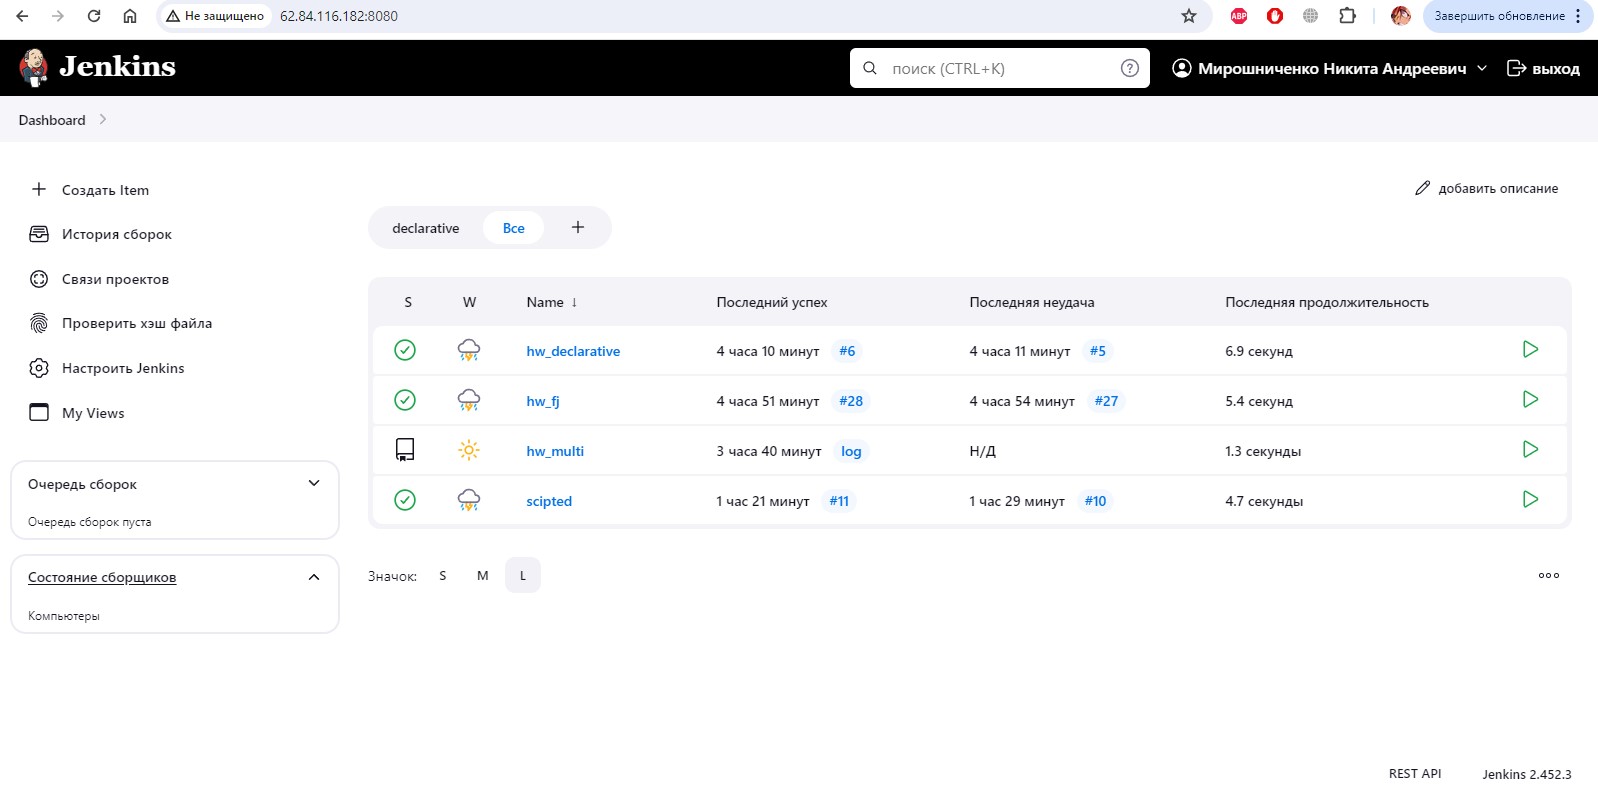 Не защищено 62.84.116.182:8080 ABP Завершить обновление
Jenkins поиск (CTRL+K) Мирошниченко Никита Андреевич выход
Dashboard
Создать Item
История сборок
Связи проектов
Проверить хэш файла
Настроить Jenkins
My Views
Очередь сборок
Очередь сборок пуста
Состояние сборщиков
Компьютеры
добавить описание
declarative Все +
S W Name ↓ Последний успех Последняя неудача Последняя продолжительность
hw_declarative 4 часа 10 минут #6 4 часа 11 минут #5 6.9 секунд
hw_fj 4 часа 51 минут #28 4 часа 54 минут #27 5.4 секунд
hw_multi 3 часа 40 минут log Н/Д 1.3 секунды
scipted 1 час 21 минут #11 1 час 29 минут #10 4.7 секунды
Значок: S M L
REST API Jenkins 2.452.3